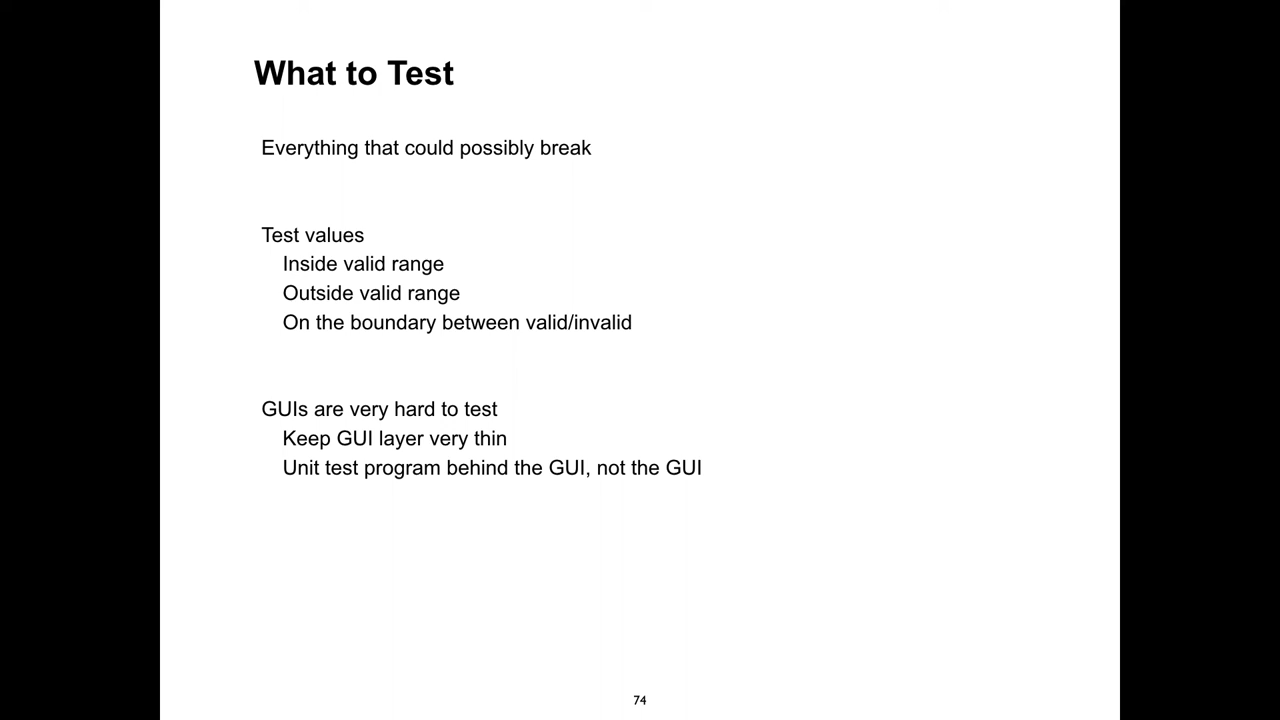 What to Test
Everything that could possibly break
Test values
Inside valid range
Outside valid range
On the boundary between valid/invalid
GUIs are very hard to test
Keep GUI layer very thin
Unit test program behind the GUI, not the GUI
74